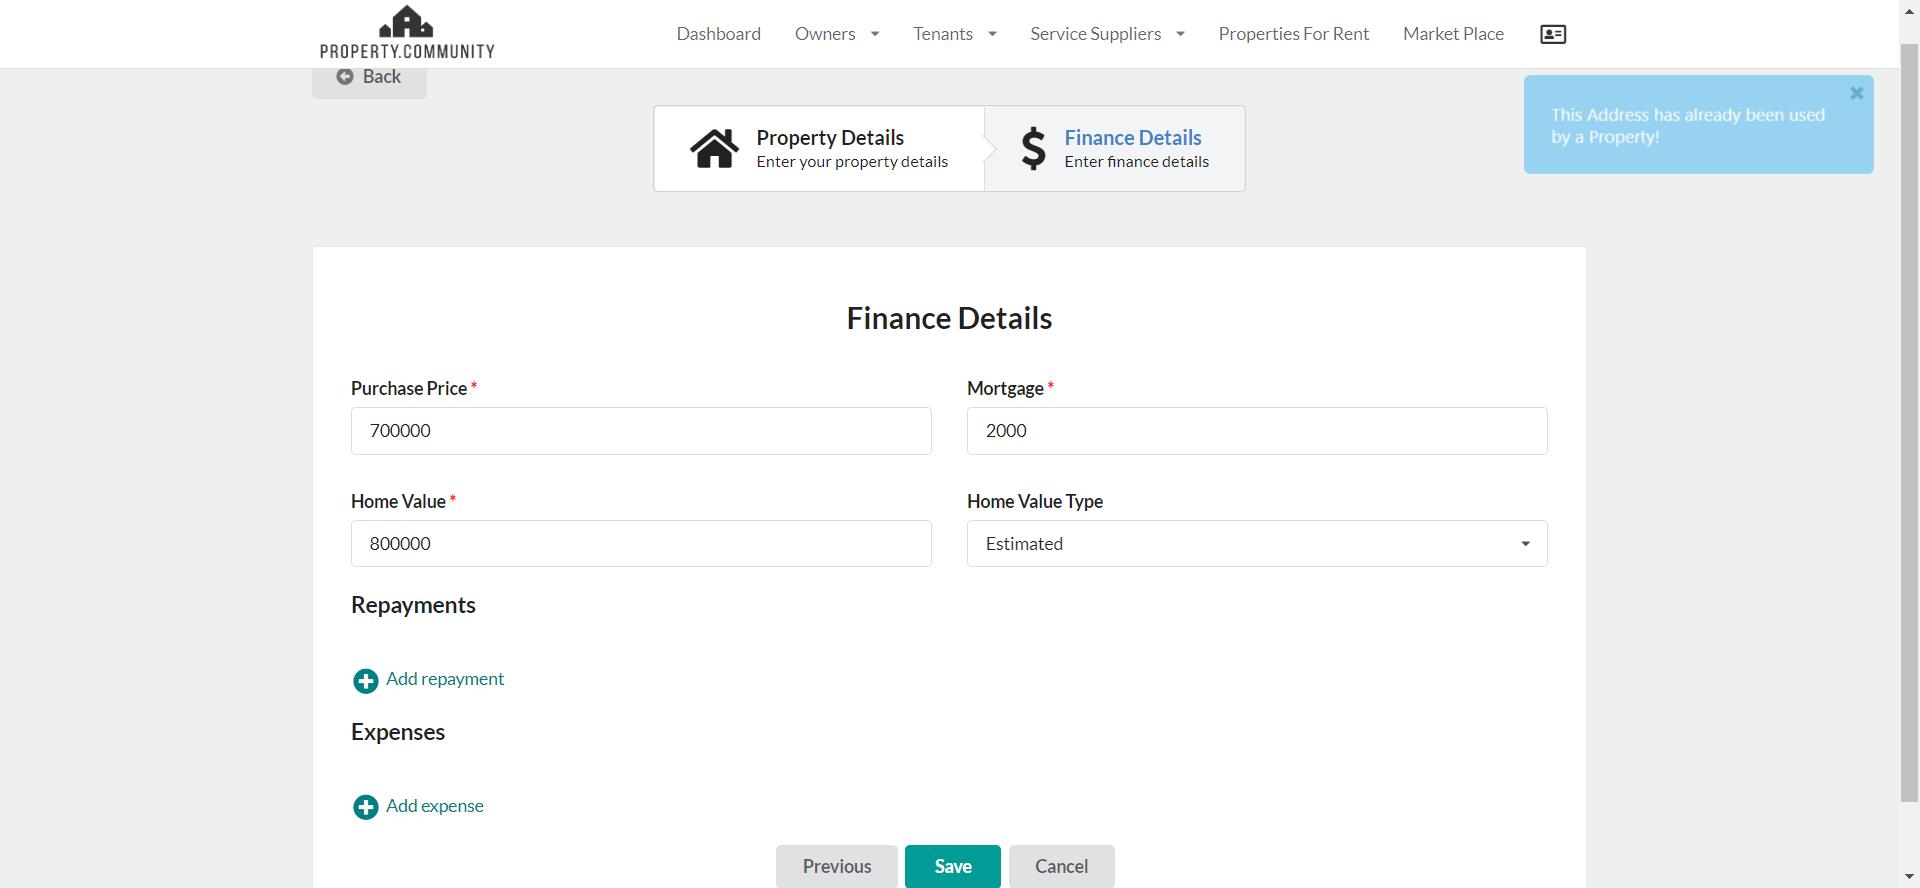 PROPERTY.COMMUNITY
Dashboard Owners Tenants Service Suppliers Properties For Rent Market Place
Back
This Address has already been used
by a Property!
Property Details
Enter your property details
Finance Details
Enter finance details
Finance Details
Purchase Price *
700000
Mortgage *
2000
Home Value *
800000
Home Value Type
Estimated
Repayments
Add repayment
Expenses
Add expense
Previous Save Cancel